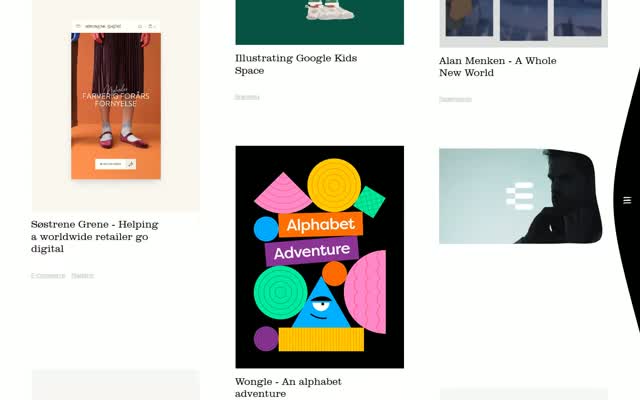 FARVERIG FORÅRS
FORNYELSE
Søstrene Grene - Helping
a worldwide retailer go
digital
E-commerce
Illustrating Google Kids
Space
Alphabet
Adventure
Wongle - An alphabet
adventure
Alan Menken - A Whole
New World